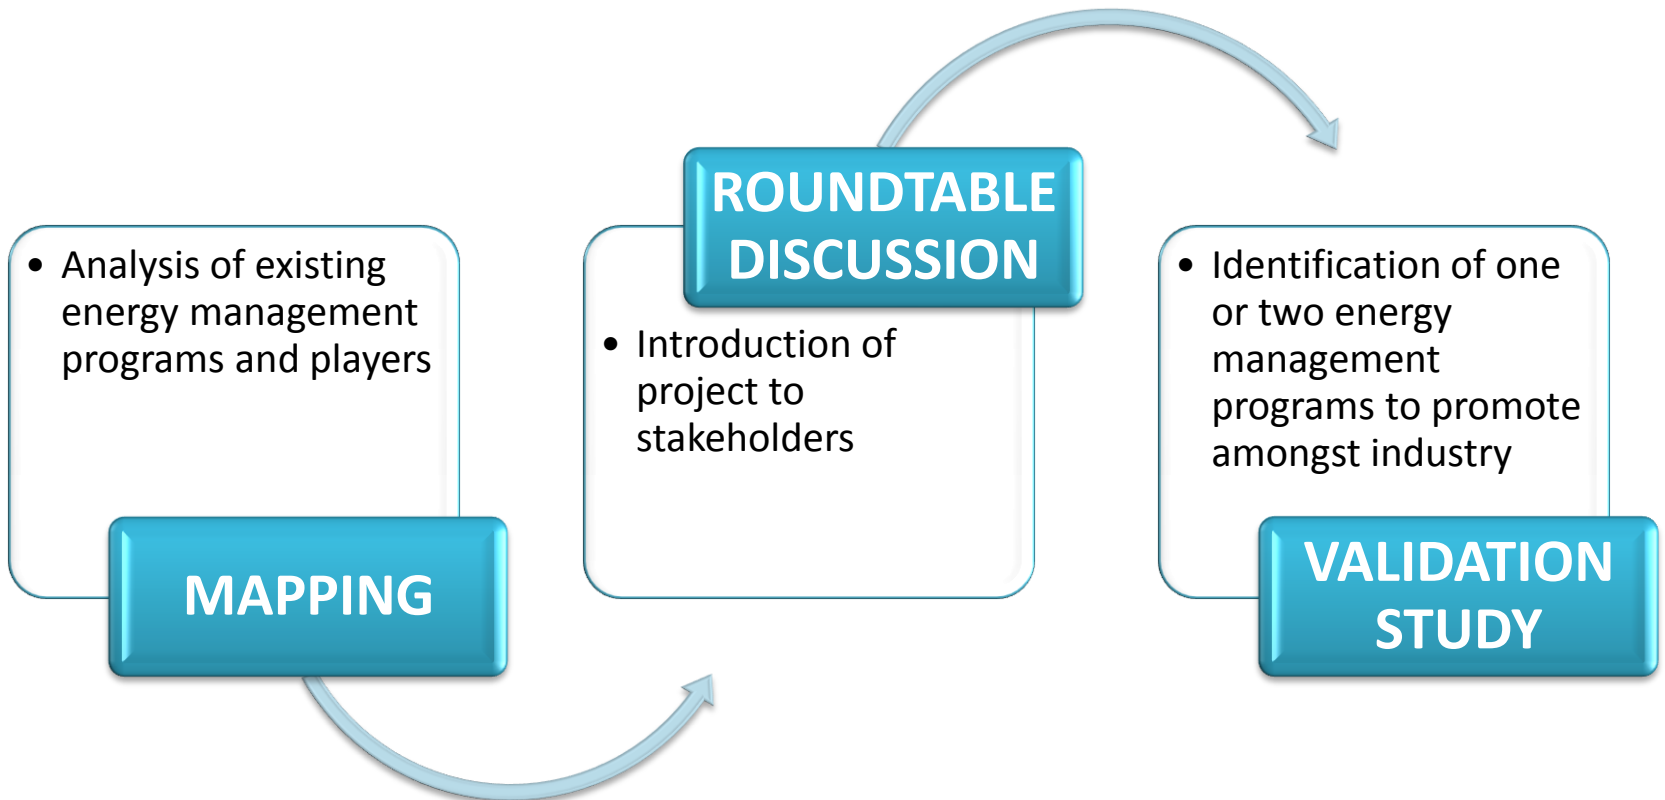 • Analysis of existing
energy management
programs and players
MAPPING
ROUNDTABLE
DISCUSSION
• Introduction of
project to
stakeholders
• Identification of one
or two energy
management
programs to promote
amongst industry
VALIDATION
STUDY